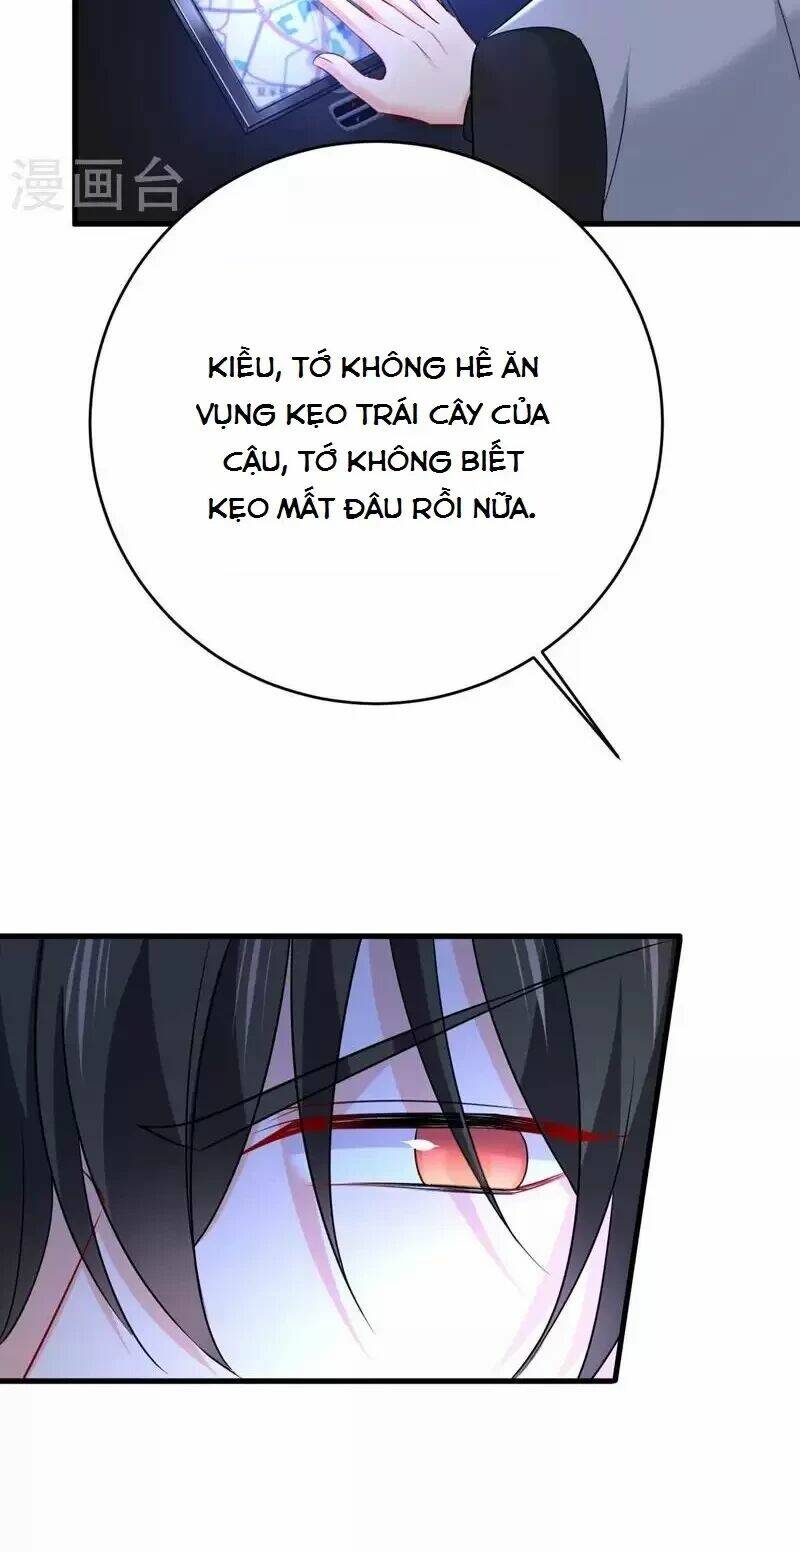 漫画台
KIỀU, TỚ KHÔNG HỀ ĂN
VỤNG KẸO TRÁI CÂY CỦA
CẬU, TỚ KHÔNG BIẾT
KẸO MẤT ĐÂU RỒI NỮA.